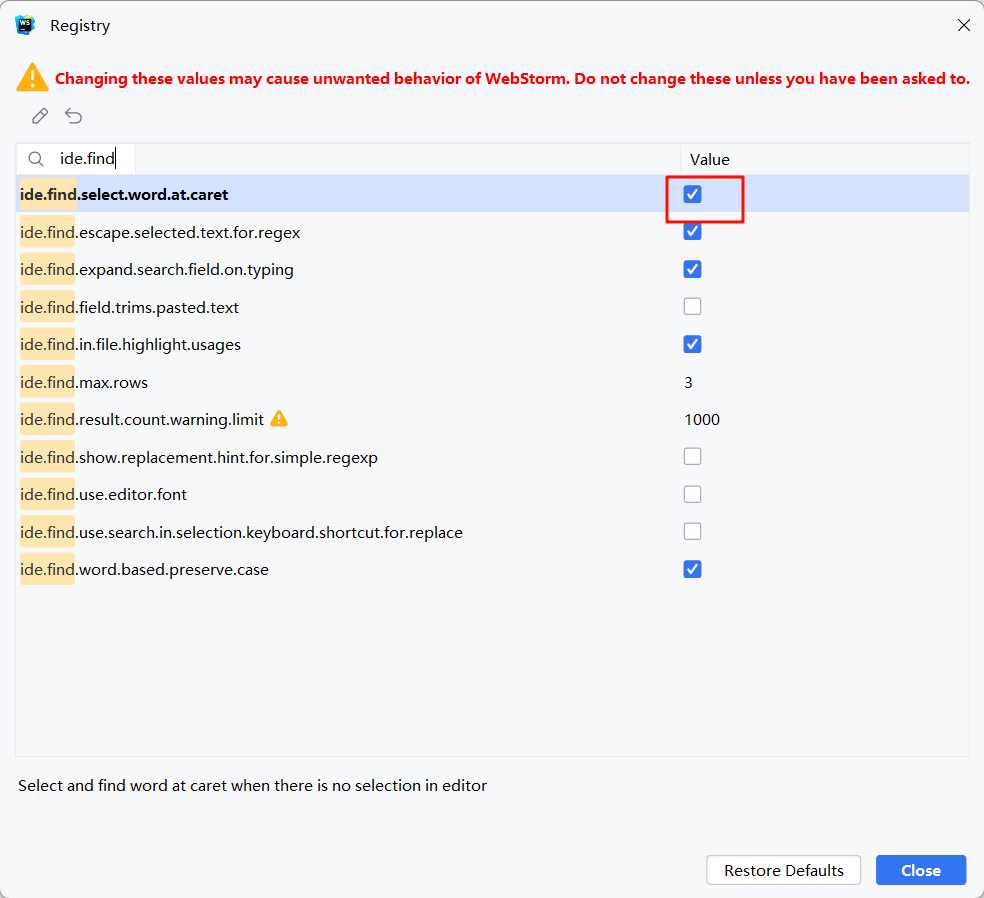 WS
Registry
Changing these values may cause unwanted behavior of WebStorm. Do not change these unless you have been asked to.
ide.find
Value
ide.find.select.word.at.caret
ide.find.escape.selected.text.for.regex
ide.find.expand.search.field.on.typing
ide.find.field.trims.pasted.text
ide.find.in.file.highlight.usages
ide.find.max.rows 3
ide.find.result.count.warning.limit 1000
ide.find.show.replacement.hint.for.simple.regexp
ide.find.use.editor.font
ide.find.use.search.in.selection.keyboard.shortcut.for.replace
ide.find.word.based.preserve.case
Select and find word at caret when there is no selection in editor
Restore Defaults
Close